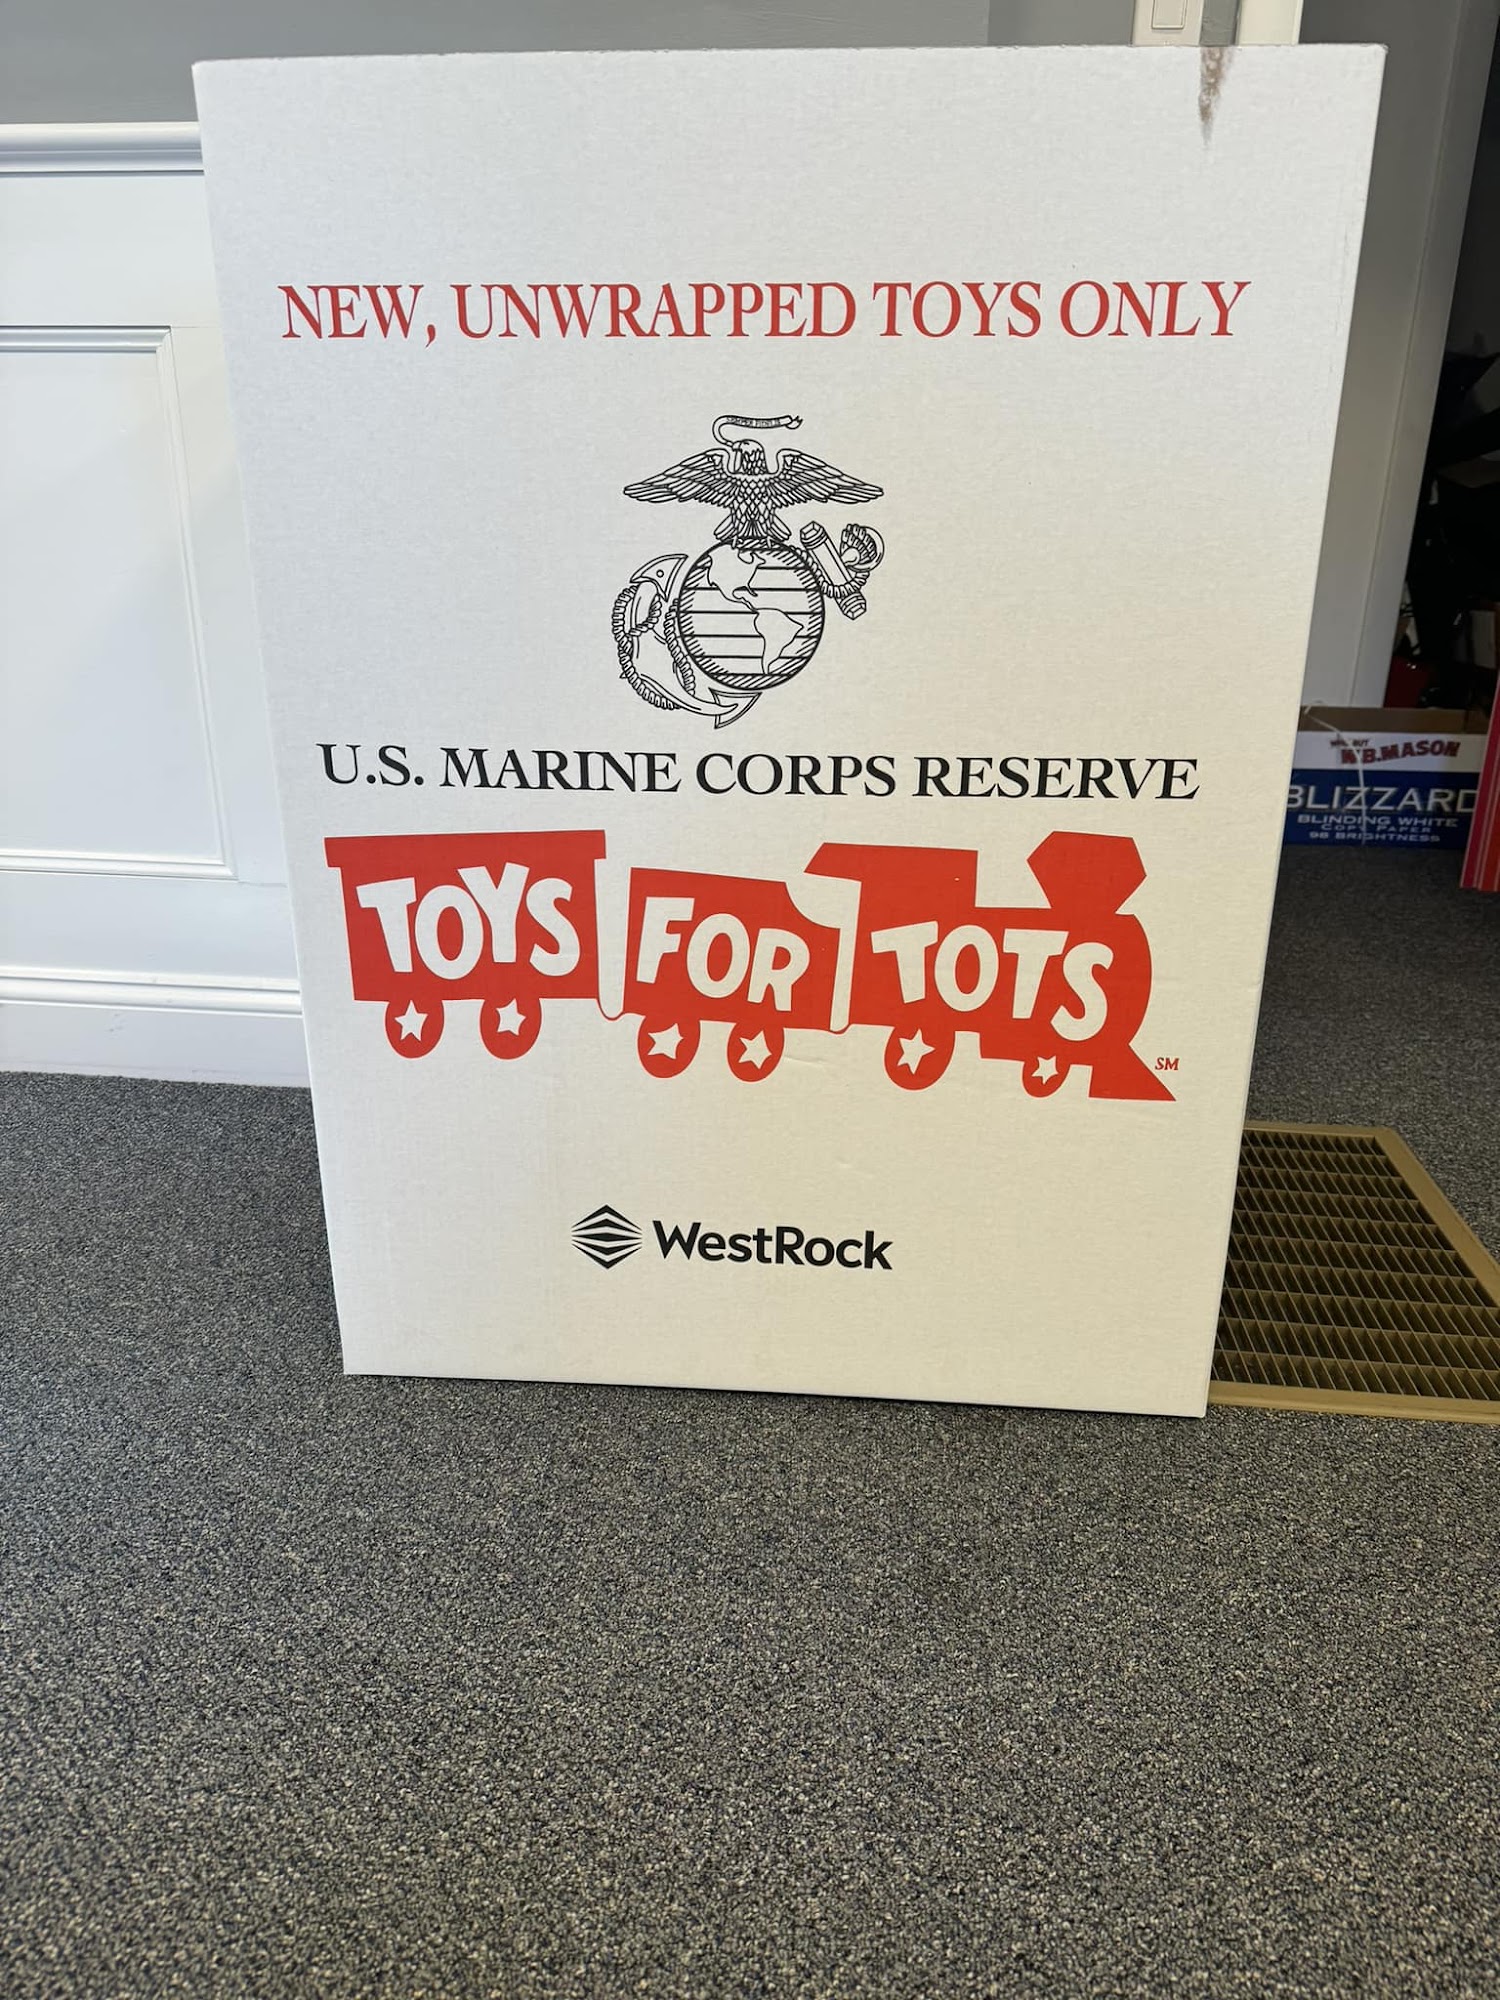 NEW, UNWRAPPED TOYS ONLY
U.S. MARINE CORPS RESERVE
TOYS FOR TOTS
SM
WestRock
W.B.MASON
BLIZZARD
BLINDING WHITE
COPY PAPER
98 BRIGHTNESS